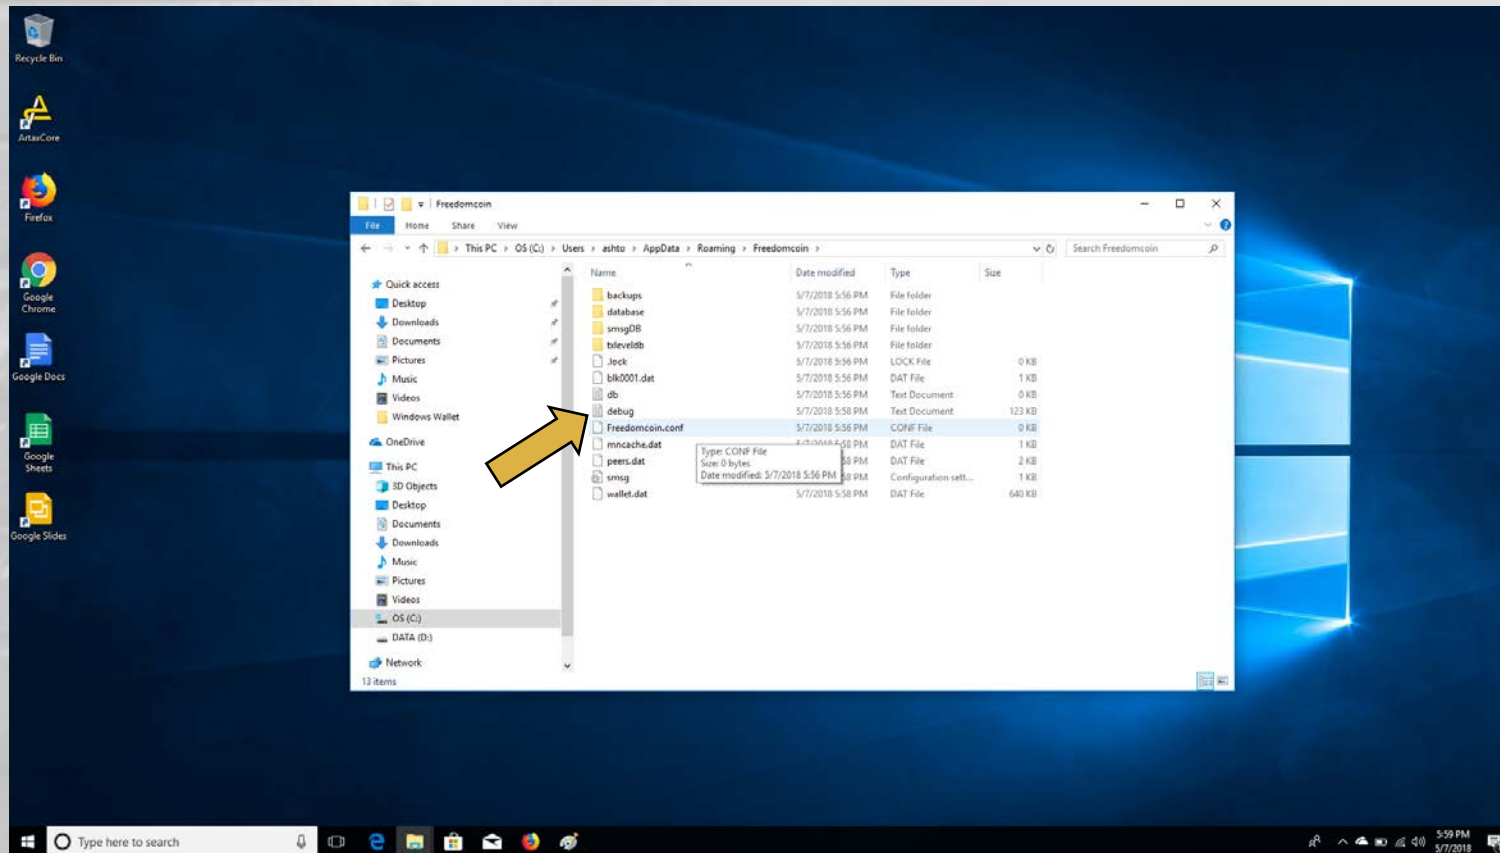 Recycle Bin
ArtaxCore
Firefox
Google
Chrome
Google Docs
Google
Sheets
Google Slides
Freedomcoin
File Home Share View
This PC > OS (C:) > Users > ashto > AppData > Roaming > Freedomcoin >
Search Freedomcoin
Quick access
Desktop
Downloads
Documents
Pictures
Music
Videos
Windows Wallet
OneDrive
This PC
3D Objects
Desktop
Documents
Downloads
Music
Pictures
Videos
OS (C:)
DATA (D:)
Network
13 items
Name Date modified Type Size
backups 5/7/2018 5:56 PM File folder
database 5/7/2018 5:56 PM File folder
smsgDB 5/7/2018 5:56 PM File folder
txleveldb 5/7/2018 5:56 PM File folder
.lock 5/7/2018 5:56 PM LOCK File 0 KB
blk0001.dat 5/7/2018 5:56 PM DAT File 1 KB
db 5/7/2018 5:56 PM Text Document 0 KB
debug 5/7/2018 5:58 PM Text Document 123 KB
Freedomcoin.conf 5/7/2018 5:56 PM CONF File 0 KB
mncache.dat 5:58 PM DAT File 1 KB
peers.dat 58 PM DAT File 2 KB
smsg 58 PM Configuration sett... 1 KB
wallet.dat 5/7/2018 5:58 PM DAT File 640 KB
Type: CONF File
Size: 0 bytes
Date modified: 5/7/2018 5:56 PM
Type here to search
5:59 PM
5/7/2018